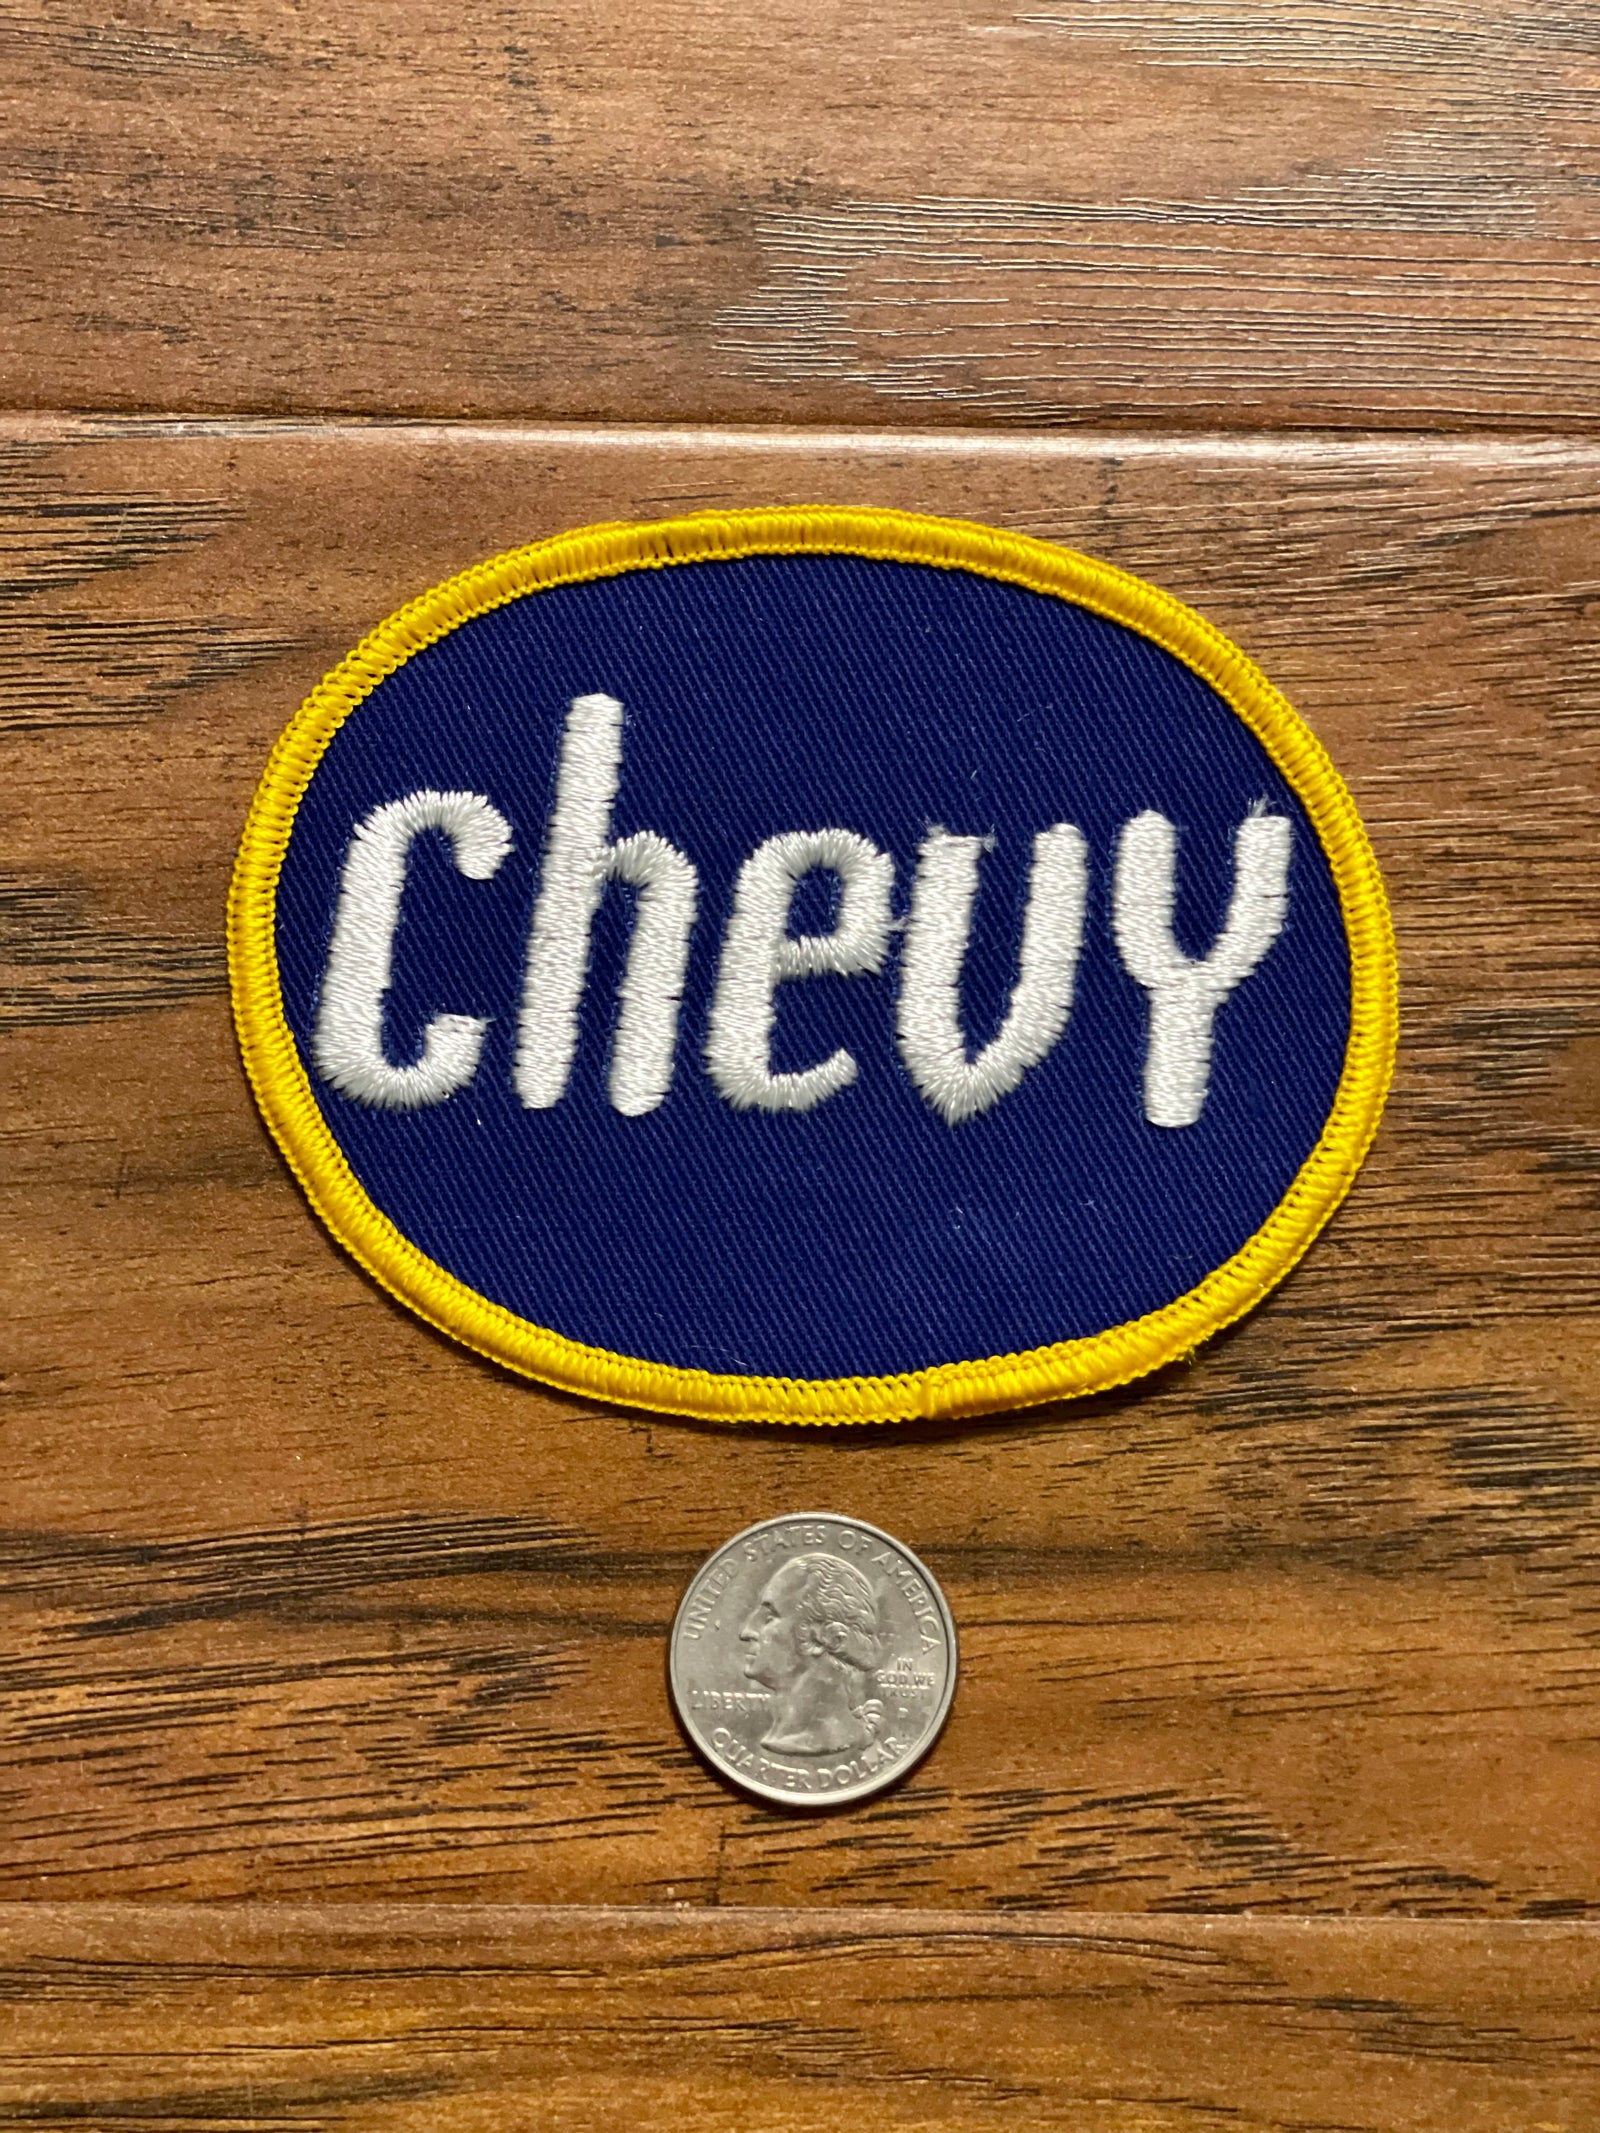 chevy
UNITED STATES OF AMERICA
LIBERTY
IN
GOD WE
TRUST
D
QUARTER DOLLAR